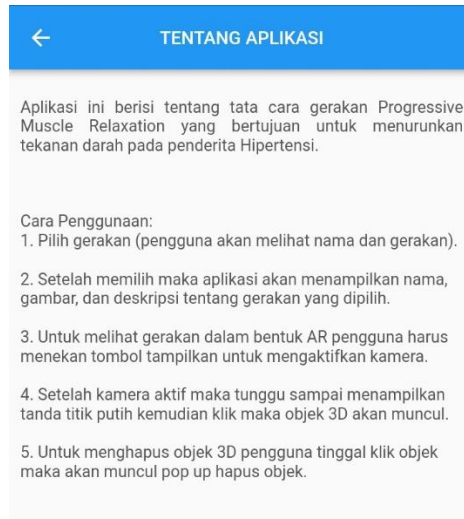 TENTANG APLIKASI
Aplikasi ini berisi tentang tata cara gerakan Progressive
Muscle Relaxation yang bertujuan untuk menurunkan
tekanan darah pada penderita Hipertensi.
Cara Penggunaan:
1. Pilih gerakan (pengguna akan melihat nama dan gerakan).
2. Setelah memilih maka aplikasi akan menampilkan nama,
gambar, dan deskripsi tentang gerakan yang dipilih.
3. Untuk melihat gerakan dalam bentuk AR pengguna harus
menekan tombol tampilkan untuk mengaktifkan kamera.
4. Setelah kamera aktif maka tunggu sampai menampilkan
tanda titik putih kemudian klik maka objek 3D akan muncul.
5. Untuk menghapus objek 3D pengguna tinggal klik objek
maka akan muncul pop up hapus objek.